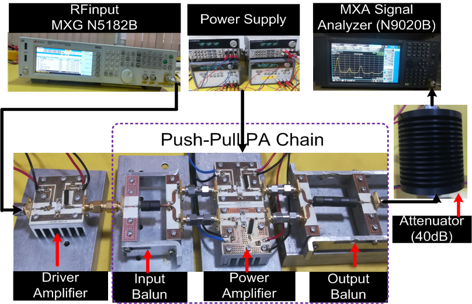 RFinput
MXG N5182B
Power Supply
MXA Signal
Analyzer (N9020B)
Push-Pull PA Chain
Attenuator
(40dB)
Driver
Amplifier
Input
Balun
Power
Amplifier
Output
Balun